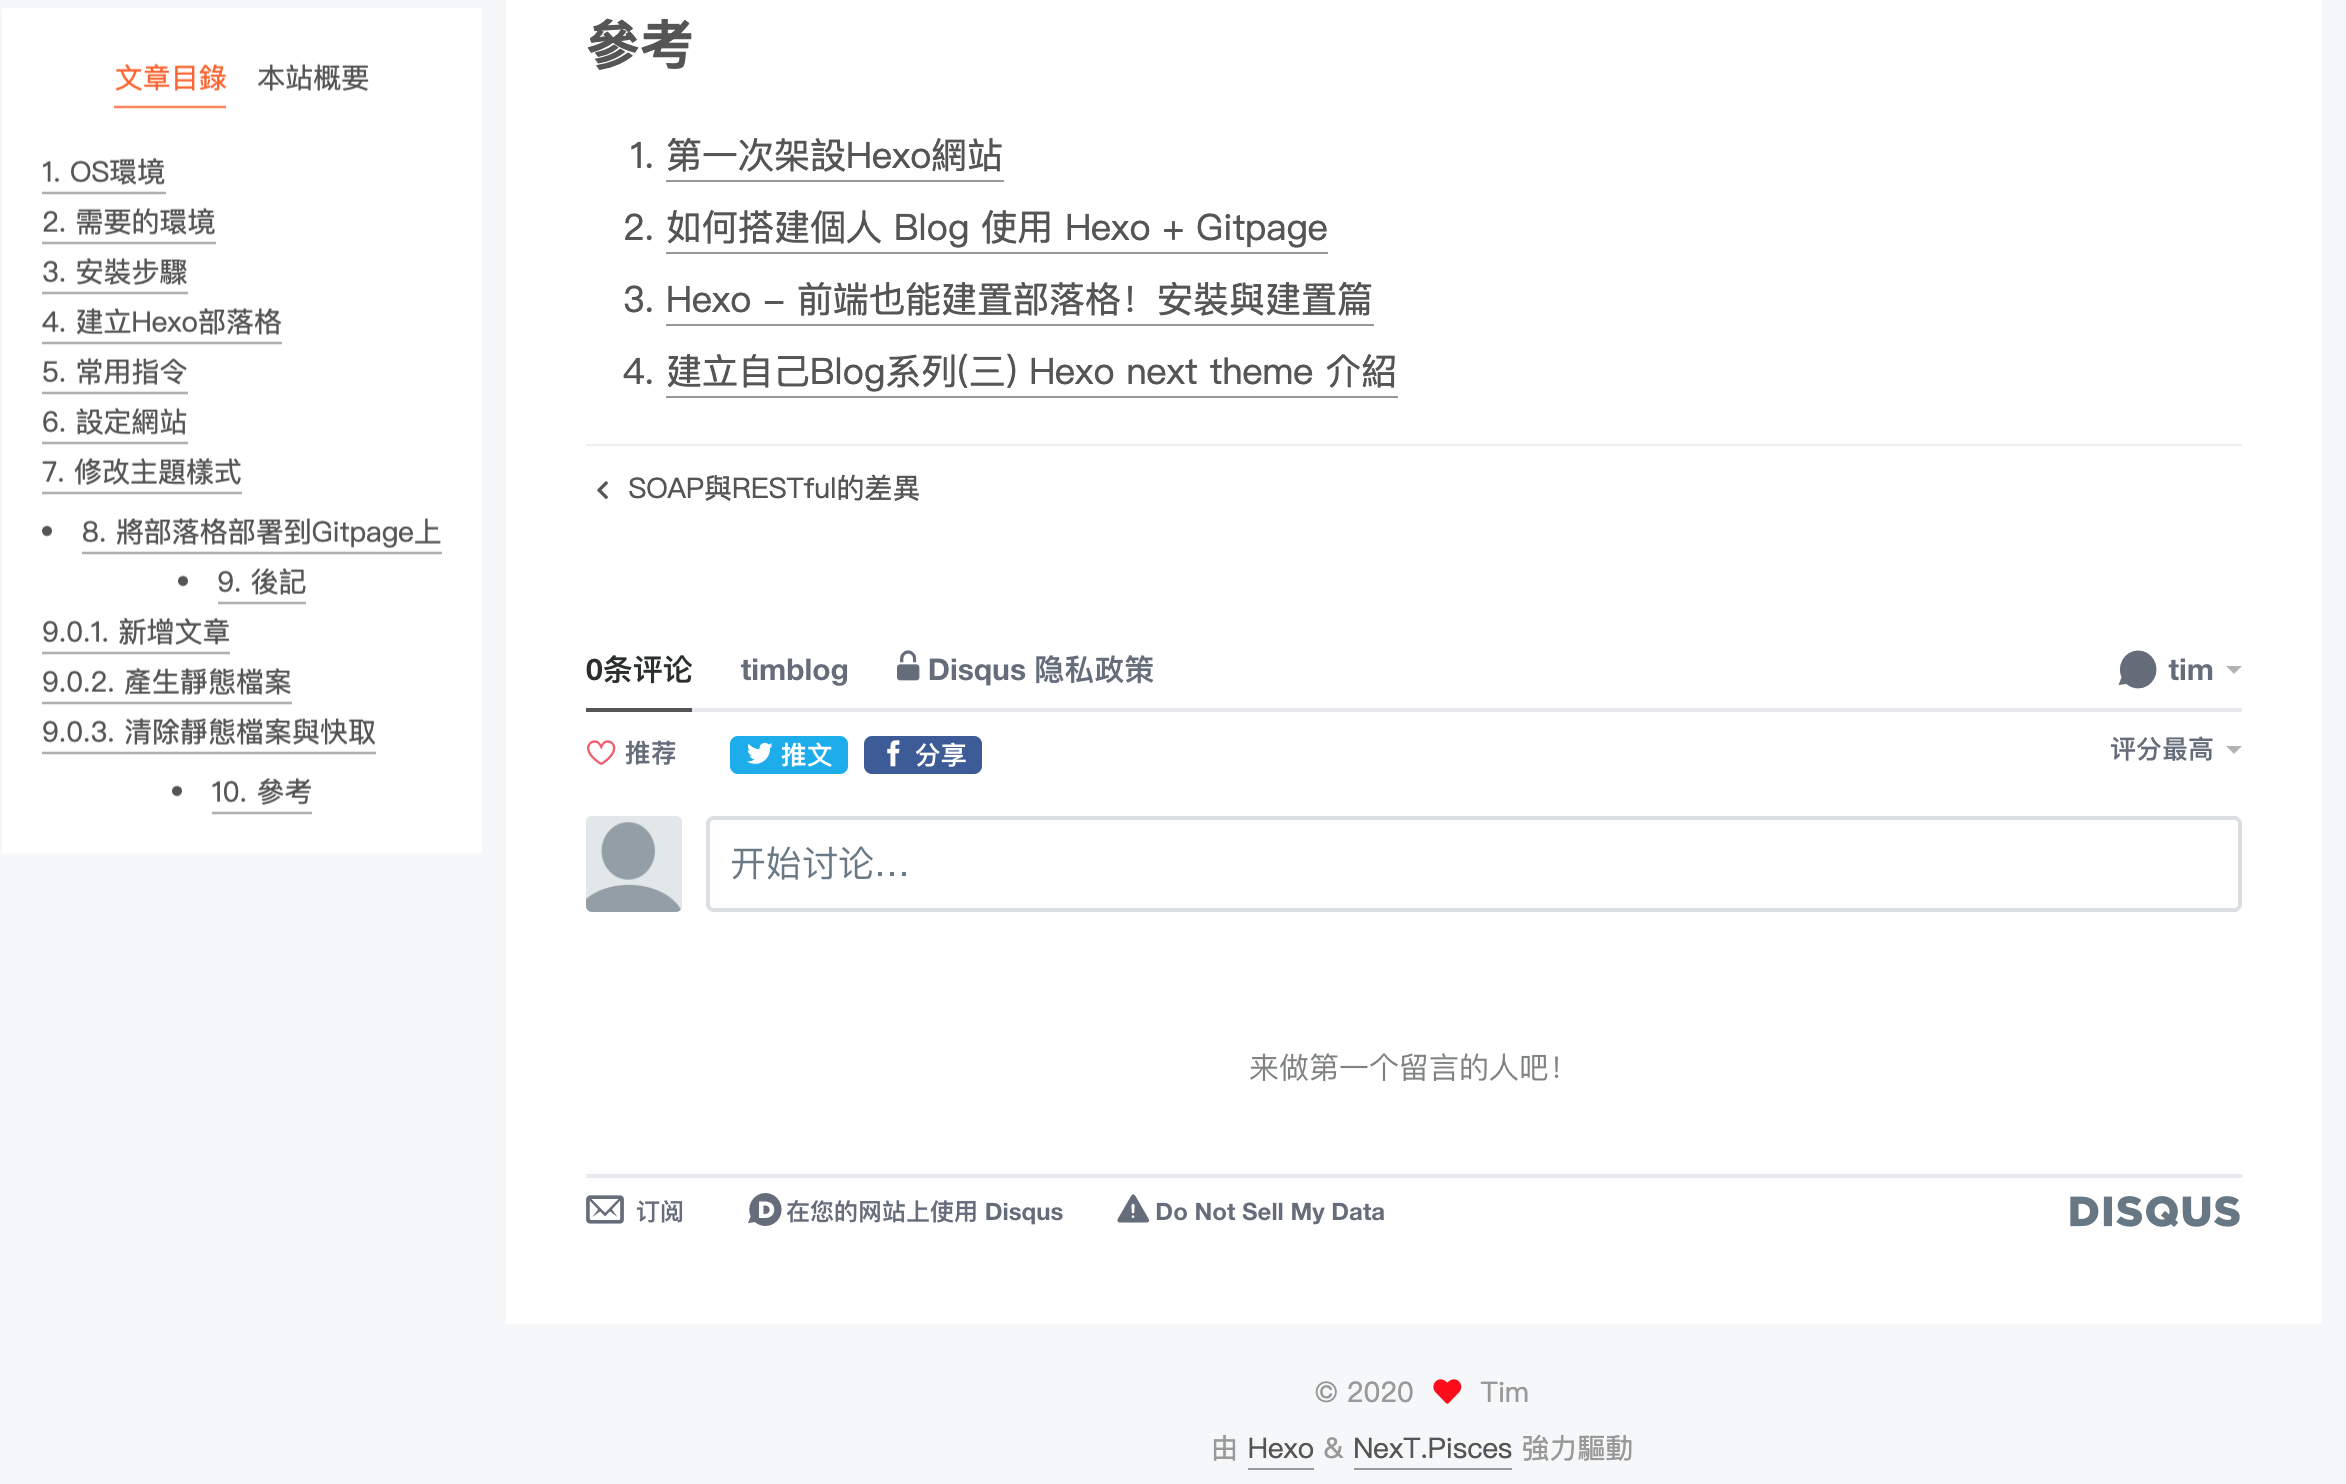 文章目錄 本站概要
1. OS環境
2. 需要的環境
3. 安裝步驟
4. 建立Hexo部落格
5. 常用指令
6. 設定網站
7. 修改主題樣式
• 8. 將部落格部署到Gitpage上
• 9. 後記
9.0.1. 新增文章
9.0.2. 產生靜態檔案
9.0.3. 清除靜態檔案與快取
• 10. 參考
參考
1. 第一次架設Hexo網站
2. 如何搭建個人 Blog 使用 Hexo + Gitpage
3. Hexo – 前端也能建置部落格！安裝與建置篇
4. 建立自己Blog系列(三) Hexo next theme 介紹
SOAP與RESTful的差異
0条评论 timblog Disqus 隐私政策 tim
推荐 推文 分享 评分最高
开始讨论...
来做第一个留言的人吧！
订阅 在您的网站上使用 Disqus Do Not Sell My Data DISQUS
© 2020 Tim
由 Hexo & NexT.Pisces 強力驅動